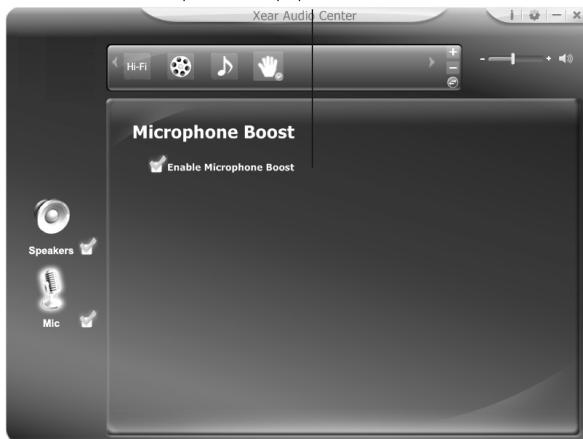 Xear Audio Center
Hi-Fi
Microphone Boost
Enable Microphone Boost
Speakers
Mic